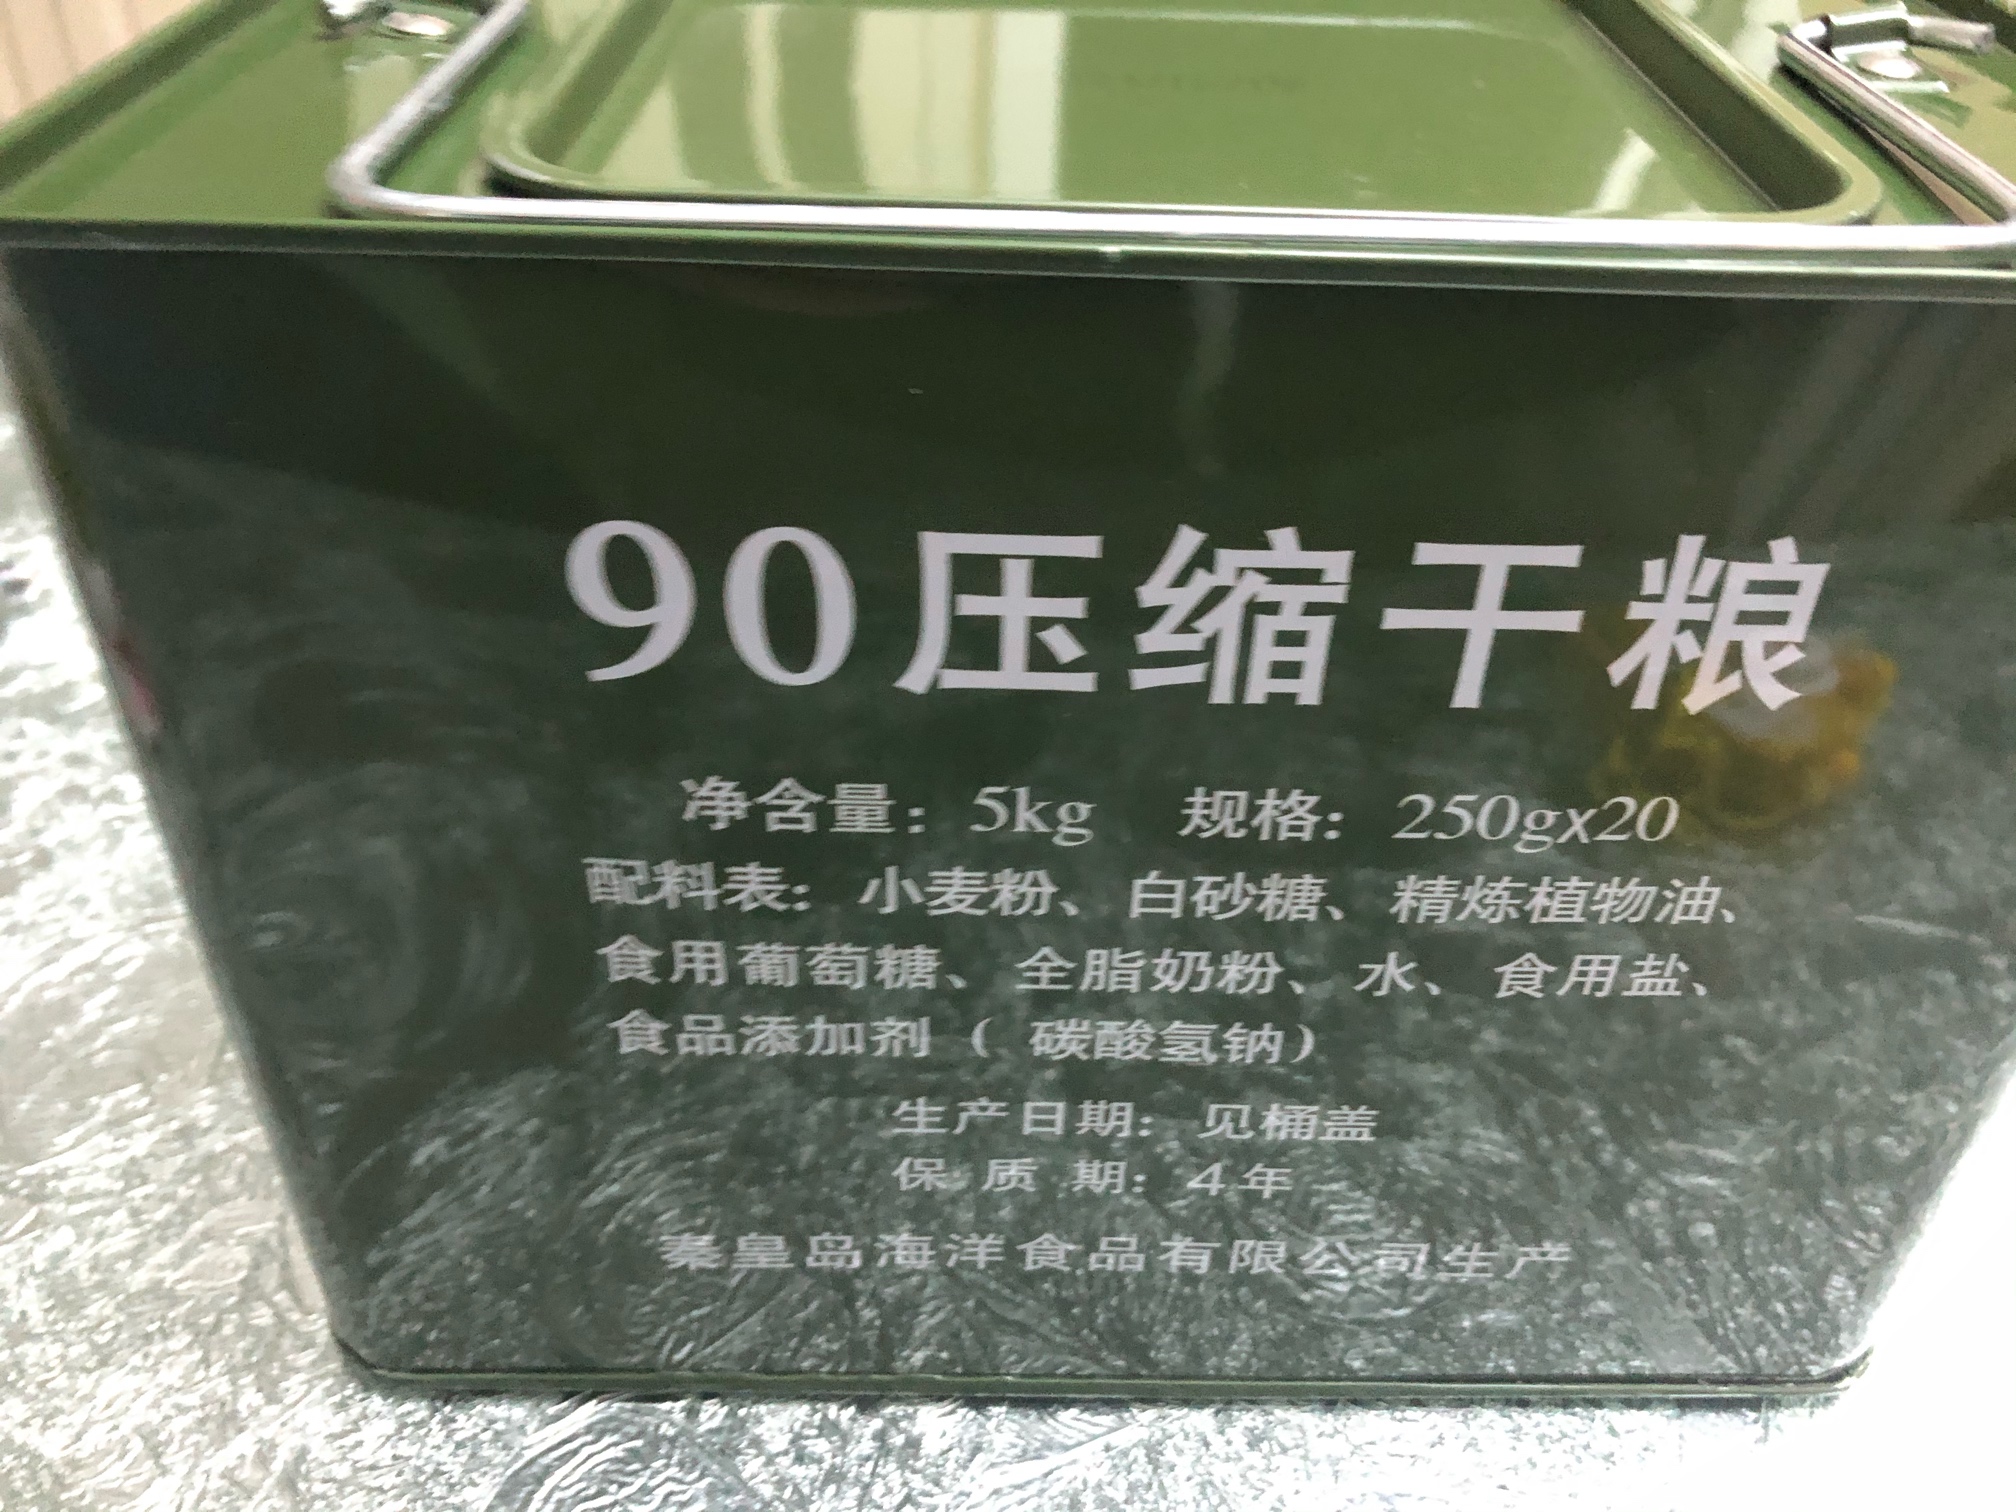 90压缩干粮
净含量：5kg 规格：250gx20
配料表：小麦粉、白砂糖、精炼植物油、
食用葡萄糖、全脂奶粉、水、食用盐、
食品添加剂（碳酸氢钠）
生产日期：见桶盖
保质期：4年
秦皇岛海洋食品有限公司生产